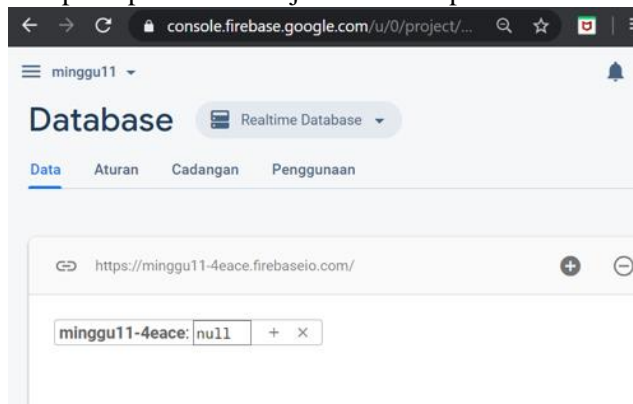 console.firebase.google.com/u/0/project/...
minggu11
Database Realtime Database
Data Aturan Cadangan Penggunaan
https://minggu11-4eace.firebaseio.com/
minggu11-4eace: null + ×